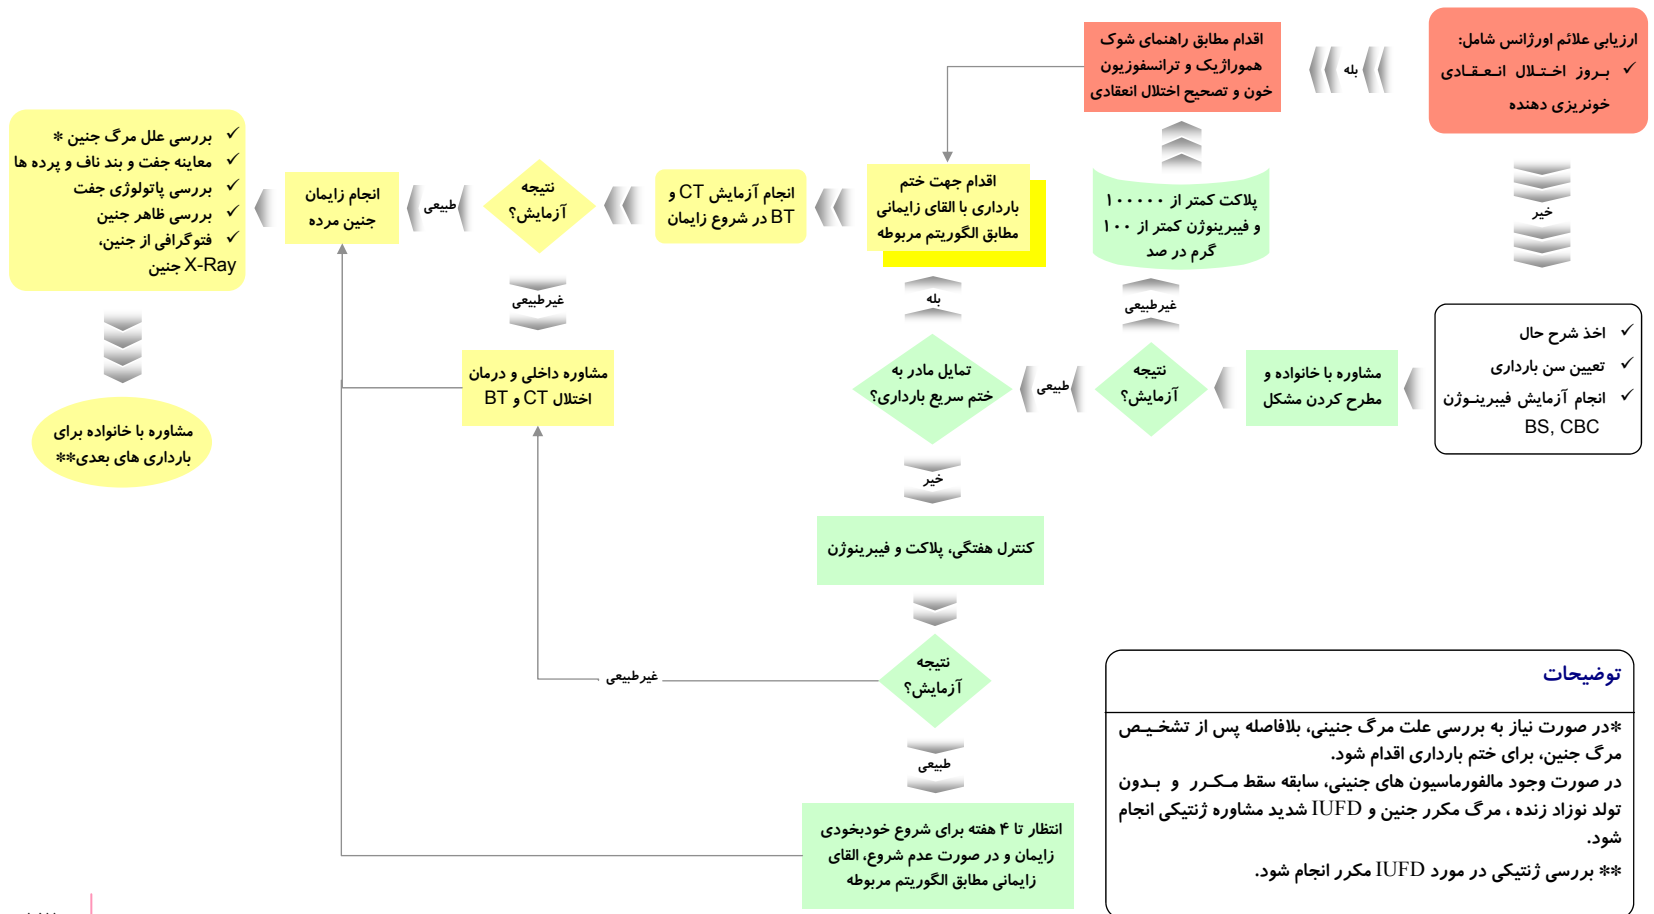 ارزیابی علائم اورژانس شامل:
✓ بروز اختلال انعقادی
خونریزی دهنده
بله
اقدام مطابق راهنمای شوک
هموراژیک و ترانسفوزیون
خون و تصحیح اختلال انعقادی
خیر
✓ اخذ شرح حال
✓ تعیین سن بارداری
✓ انجام آزمایش فیبرینوژن
BS, CBC
مشاوره با خانواده و
مطرح کردن مشکل
نتیجه
آزمایش؟
غیرطبیعی
پلاکت کمتر از ۱۰۰۰۰۰
و فیبرینوژن کمتر از ۱۰۰
گرم در صد
طبیعی
تمایل مادر به
ختم سریع بارداری؟
بله
اقدام جهت ختم
بارداری با القای زایمانی
مطابق الگوریتم مربوطه
انجام آزمایش CT و
BT در شروع زایمان
نتیجه
آزمایش؟
طبیعی
انجام زایمان
جنین مرده
✓ بررسی علل مرگ جنین *
✓ معاینه جفت و بند ناف و پرده ها
✓ بررسی پاتولوژی جفت
✓ بررسی ظاهر جنین
✓ فتوگرافی از جنین،
X-Ray جنین
مشاوره با خانواده برای
بارداری های بعدی**
غیرطبیعی
مشاوره داخلی و درمان
اختلال CT و BT
خیر
کنترل هفتگی، پلاکت و فیبرینوژن
نتیجه
آزمایش؟
غیرطبیعی
طبیعی
انتظار تا ۴ هفته برای شروع خودبخودی
زایمان و در صورت عدم شروع، القای
زایمانی مطابق الگوریتم مربوطه
توضیحات
*در صورت نیاز به بررسی علت مرگ جنینی، بلافاصله پس از تشخیص
مرگ جنین، برای ختم بارداری اقدام شود.
در صورت وجود مالفورماسیون های جنینی، سابقه سقط مکرر و بدون
تولد نوزاد زنده ، مرگ مکرر جنین و IUFD شدید مشاوره ژنتیکی انجام
شود.
** بررسی ژنتیکی در مورد IUFD مکرر انجام شود.